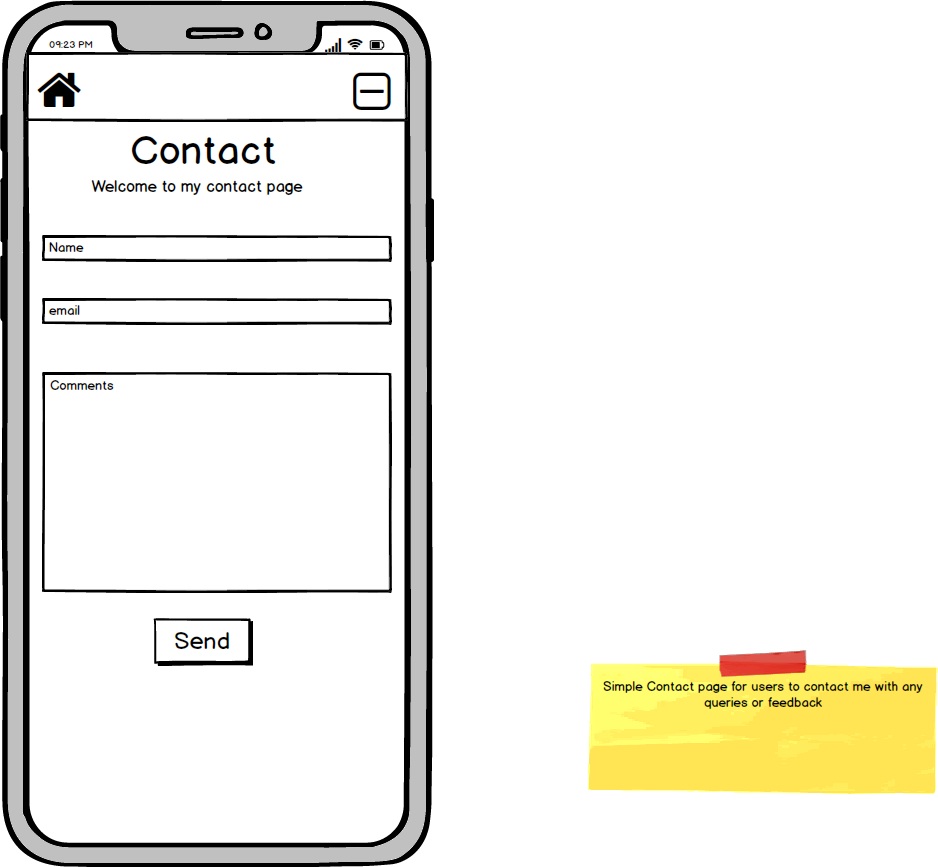 09:23 PM
Contact
Welcome to my contact page
Name
email
Comments
Send
Simple Contact page for users to contact me with any
queries or feedback